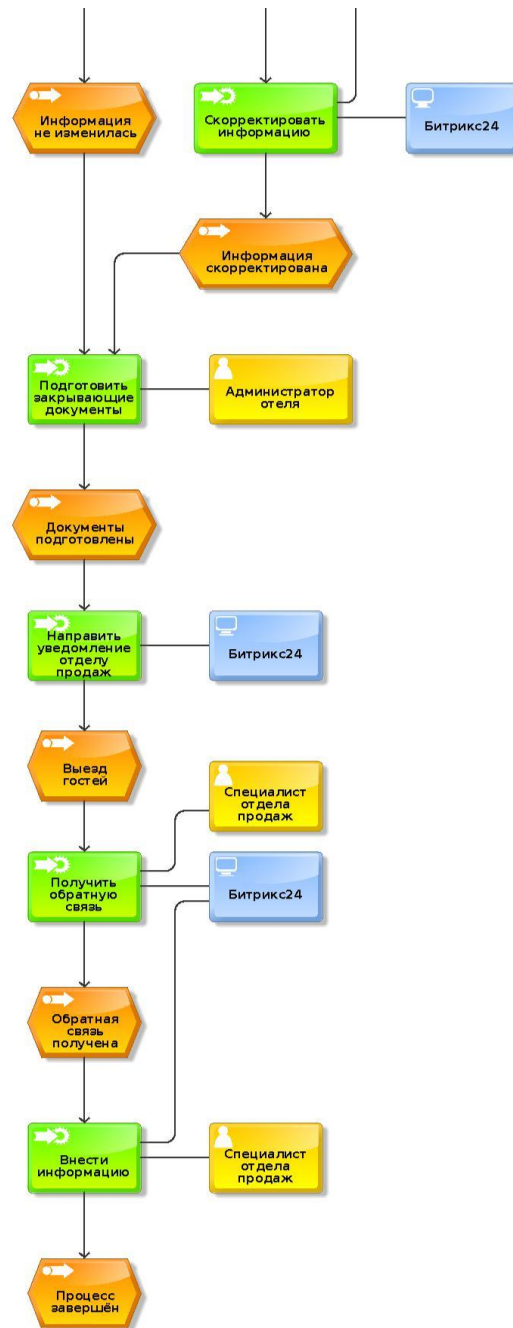 Информация
не изменилась
Скорректировать
информацию
Битрикс24
Информация
скорректирована
Подготовить
закрывающие
документы
Администратор
отеля
Документы
подготовлены
Направить
уведомление
отделу
продаж
Битрикс24
Выезд
гостей
Специалист
отдела
продаж
Получить
обратную
связь
Битрикс24
Обратная
связь
получена
Внести
информацию
Специалист
отдела
продаж
Процесс
завершён